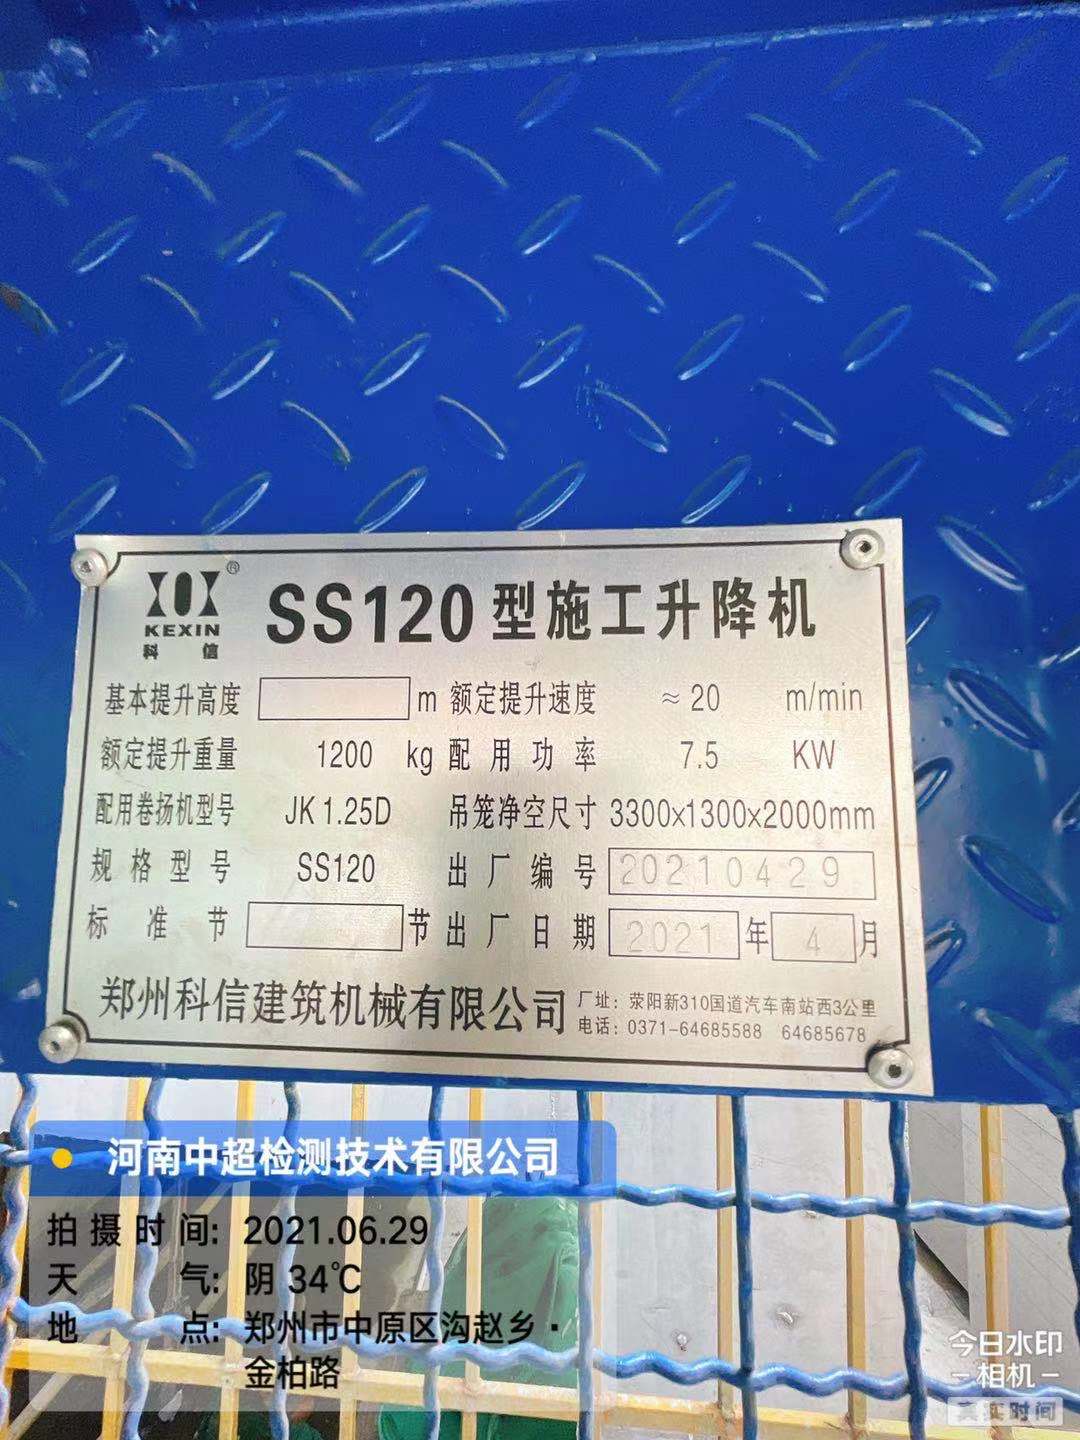 ®
KEXIN
科信
SS120型施工升降机
基本提升高度 m 额定提升速度 ≈20 m/min
额定提升重量 1200 kg 配用功率 7.5 KW
配用卷扬机型号 JK1.25D 吊笼净空尺寸 3300x1300x2000mm
规格型号 SS120 出厂编号 20210429
标准节 节 出厂日期 2021 年 4 月
郑州科信建筑机械有限公司
厂址：荥阳新310国道汽车南站西3公里
电话：0371-64685588 64685678
河南中超检测技术有限公司
拍摄时间: 2021.06.29
天气: 阴 34℃
地点: 郑州市中原区沟赵乡·
金柏路
今日水印
-相机-
真实时间